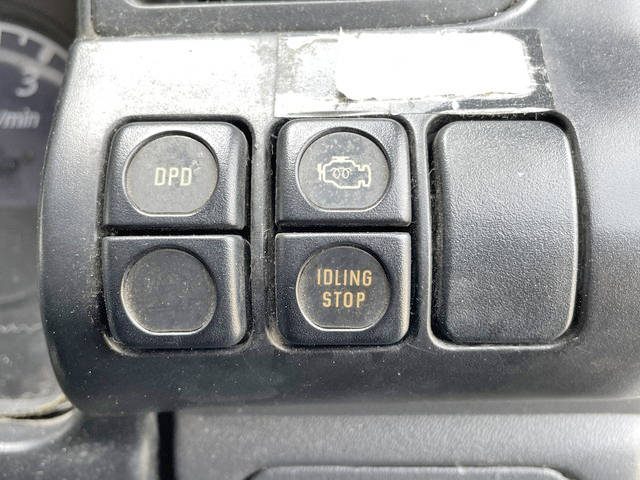 3
/min
DPD
IDLING
STOP